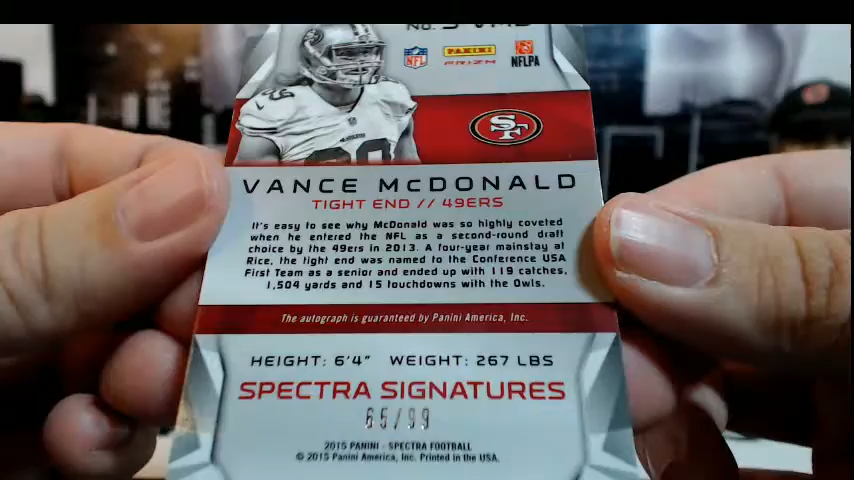 No.
NFL PANINI NFLPA
PRIZM
SF
VANCE McDONALD
TIGHT END // 49ERS
It's easy to see why McDonald was so highly coveted
when he entered the NFL as a second-round draft
choice by the 49ers in 2013. A four-year mainstay at
Rice, the tight end was named to the Conference USA
First Team as a senior and ended up with 119 catches,
1,504 yards and 15 touchdowns with the Owls.
The autograph is guaranteed by Panini America, Inc.
HEIGHT: 6'4" WEIGHT: 267 LBS
SPECTRA SIGNATURES
65/99
2015 PANINI - SPECTRA FOOTBALL
© 2015 Panini America, Inc. Printed in the USA.